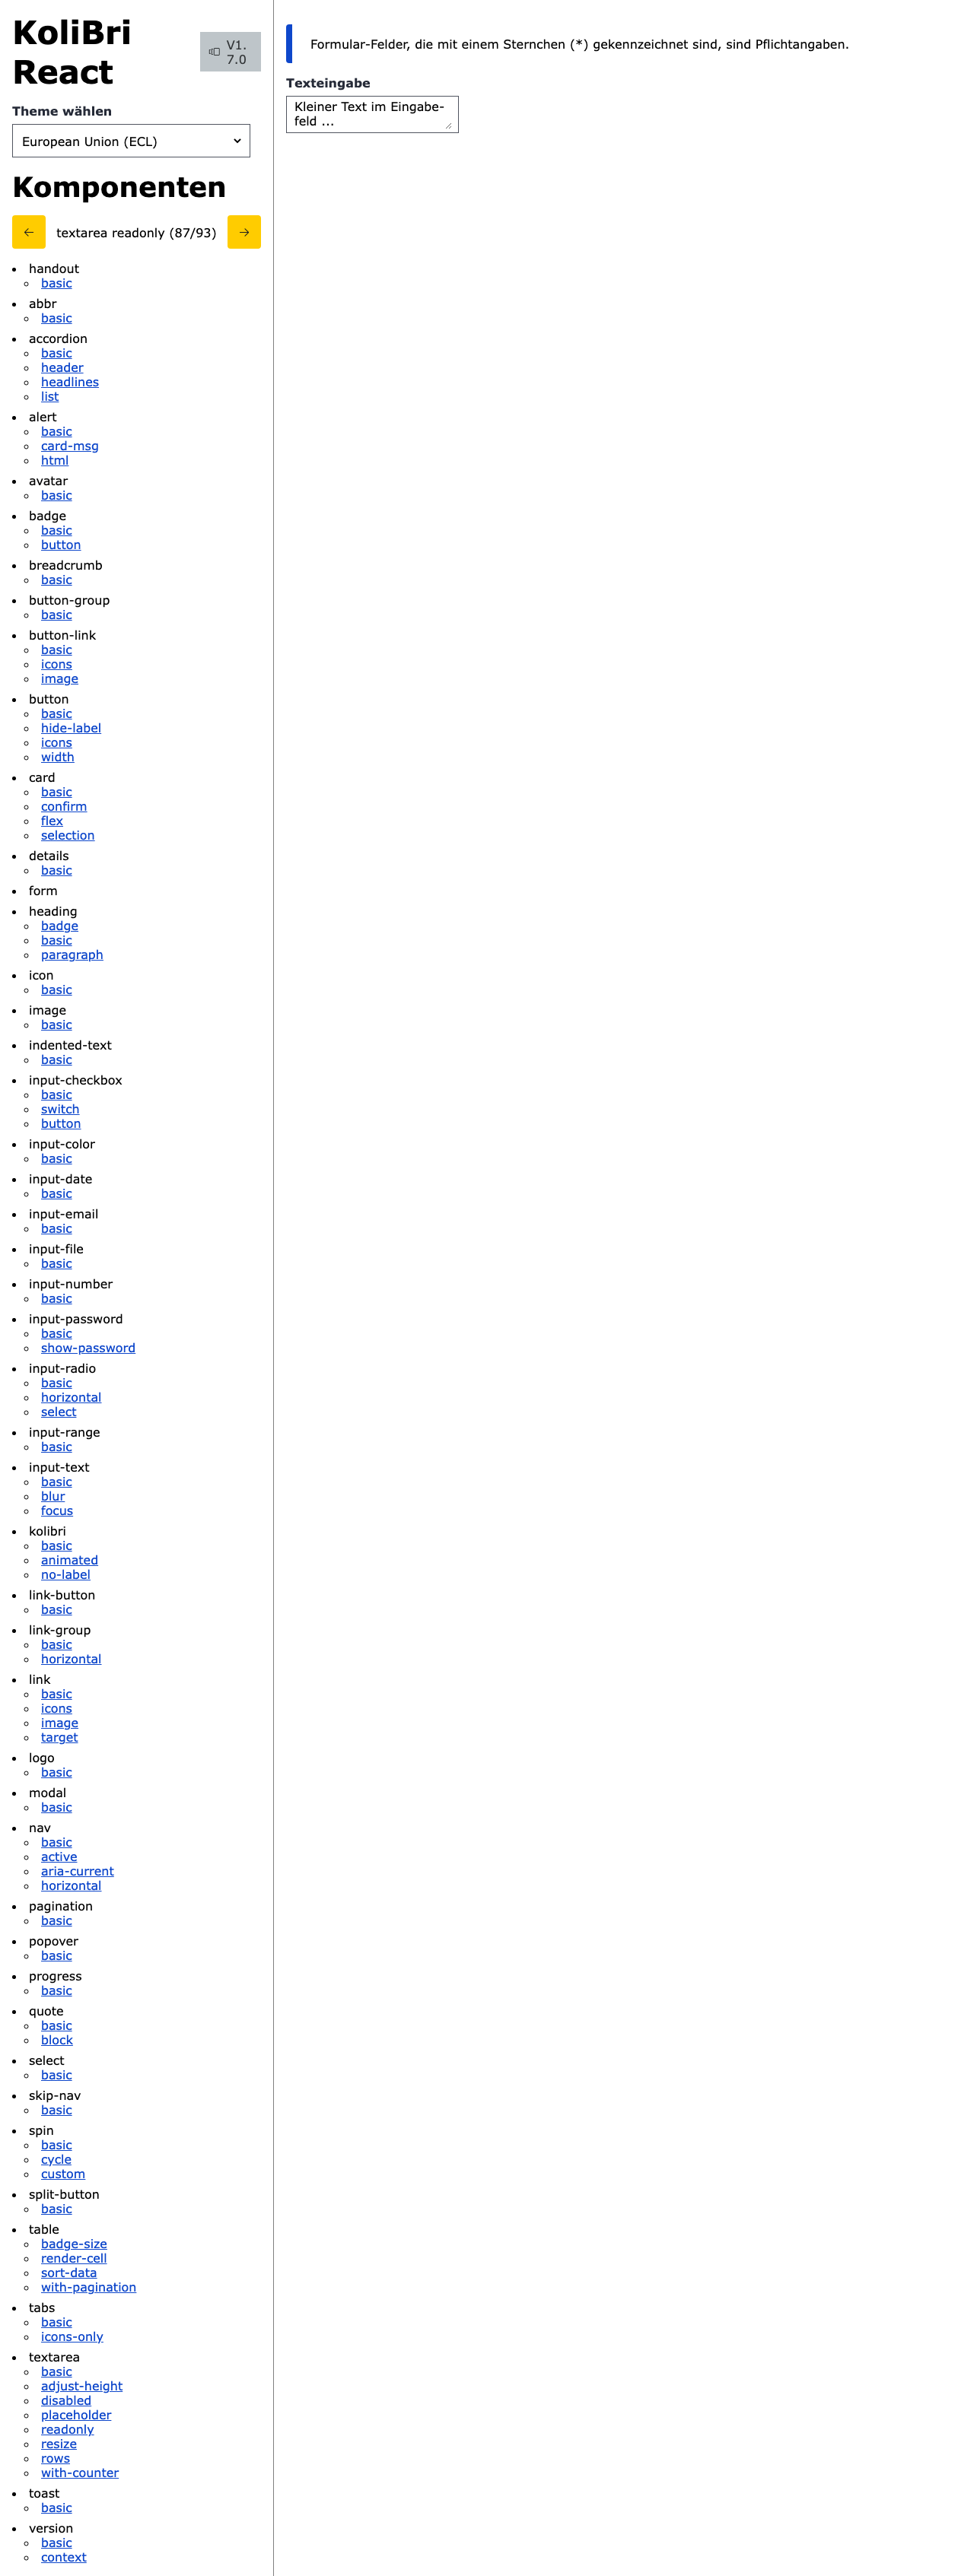 KoliBri
React
V1.
7.0
Theme wählen
European Union (ECL)
Komponenten
← textarea readonly (87/93) →
handout
basic
abbr
basic
accordion
basic
header
headlines
list
alert
basic
card-msg
html
avatar
basic
badge
basic
button
breadcrumb
basic
button-group
basic
button-link
basic
icons
image
button
basic
hide-label
icons
width
card
basic
confirm
flex
selection
details
basic
form
heading
badge
basic
paragraph
icon
basic
image
basic
indented-text
basic
input-checkbox
basic
switch
button
input-color
basic
input-date
basic
input-email
basic
input-file
basic
input-number
basic
input-password
basic
show-password
input-radio
basic
horizontal
select
input-range
basic
input-text
basic
blur
focus
kolibri
basic
animated
no-label
link-button
basic
link-group
basic
horizontal
link
basic
icons
image
target
logo
basic
modal
basic
nav
basic
active
aria-current
horizontal
pagination
basic
popover
basic
progress
basic
quote
basic
block
select
basic
skip-nav
basic
spin
basic
cycle
custom
split-button
basic
table
badge-size
render-cell
sort-data
with-pagination
tabs
basic
icons-only
textarea
basic
adjust-height
disabled
placeholder
readonly
resize
rows
with-counter
toast
basic
version
basic
context
Formular-Felder, die mit einem Sternchen (*) gekennzeichnet sind, sind Pflichtangaben.
Texteingabe
Kleiner Text im Eingabe-
feld ...